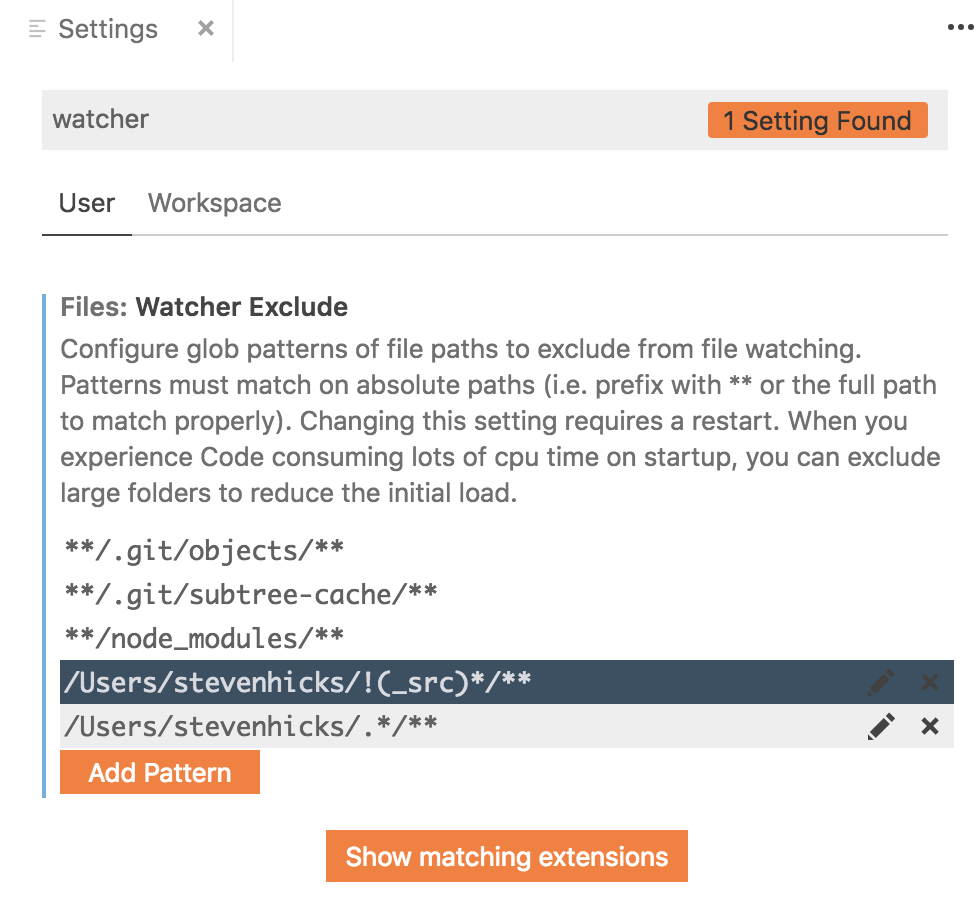 Settings
watcher
1 Setting Found
User Workspace
Files: Watcher Exclude
Configure glob patterns of file paths to exclude from file watching.
Patterns must match on absolute paths (i.e. prefix with ** or the full path
to match properly). Changing this setting requires a restart. When you
experience Code consuming lots of cpu time on startup, you can exclude
large folders to reduce the initial load.
**/.git/objects/**
**/.git/subtree-cache/**
**/node_modules/**
/Users/stevenhicks/!(_src)*/**
/Users/stevenhicks/.*/**
Add Pattern
Show matching extensions